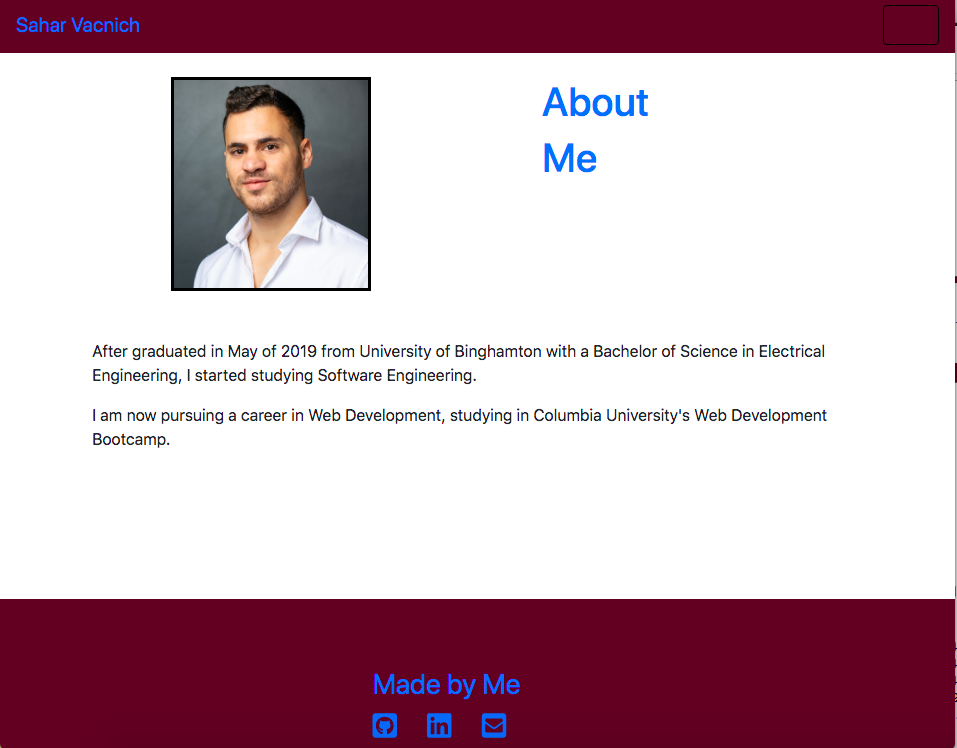 Sahar Vacnich
About
Me
After graduated in May of 2019 from University of Binghamton with a Bachelor of Science in Electrical
Engineering, I started studying Software Engineering.
I am now pursuing a career in Web Development, studying in Columbia University's Web Development
Bootcamp.
Made by Me
in